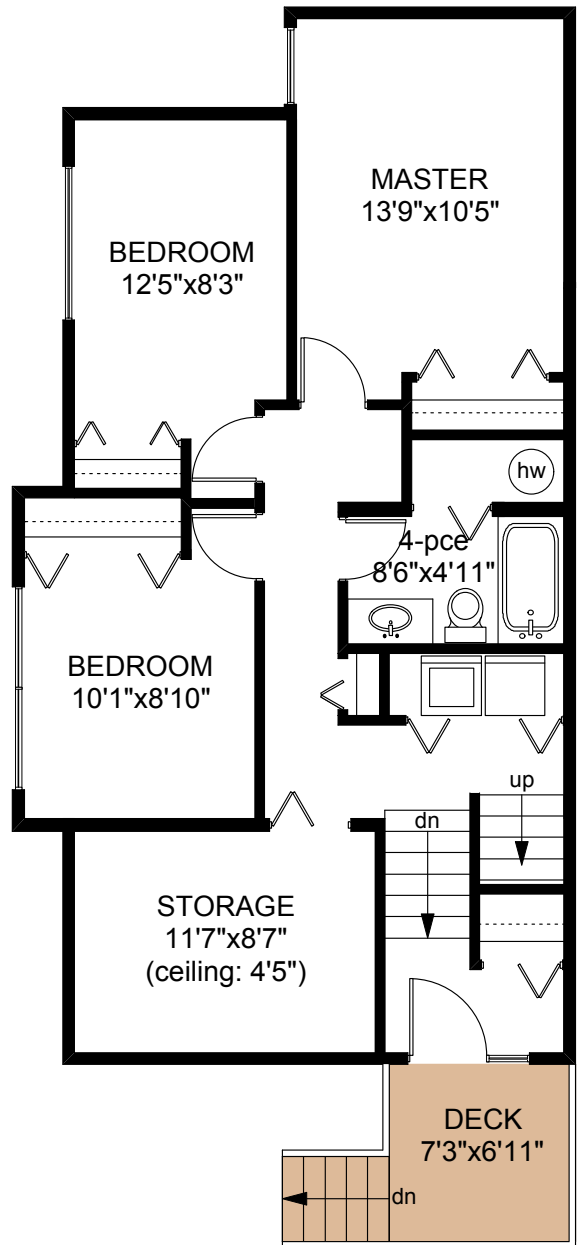 MASTER
13'9"x10'5"
BEDROOM
12'5"x8'3"
hw
4-pce
8'6"x4'11"
BEDROOM
10'1"x8'10"
up
dn
STORAGE
11'7"x8'7"
(ceiling: 4'5")
DECK
7'3"x6'11"
dn